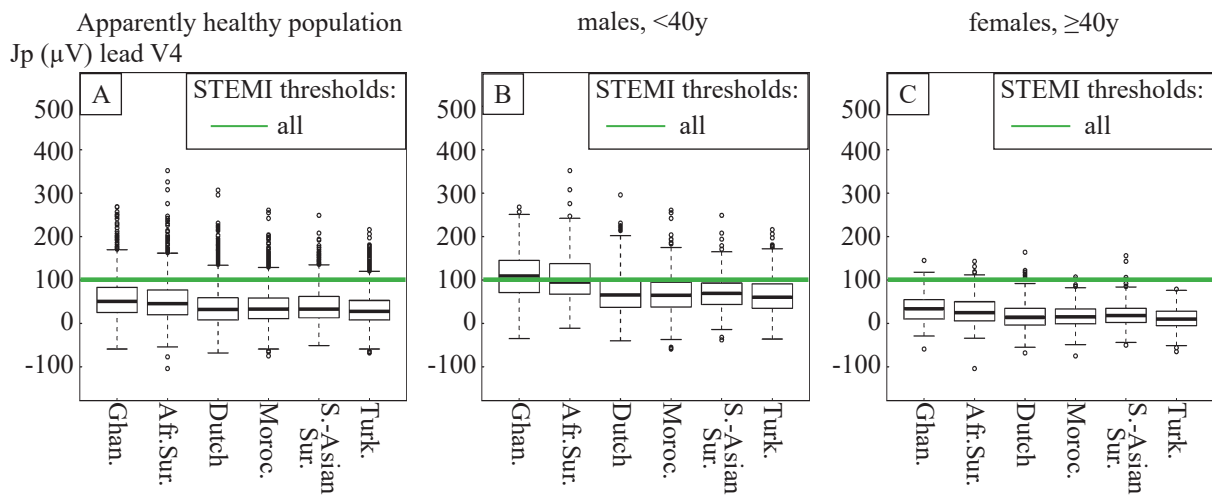 Apparently healthy population
males, <40y
females, ≥40y
Jp (µV) lead V4
A
STEMI thresholds:
all
500
400
300
200
100
0
-100
Ghan.
Afr.Sur.
Dutch
Moroc.
S.-Asian
Sur.
Turk.
B
STEMI thresholds:
all
500
400
300
200
100
0
-100
Ghan.
Afr.Sur.
Dutch
Moroc.
S.-Asian
Sur.
Turk.
C
STEMI thresholds:
all
500
400
300
200
100
0
-100
Ghan.
Afr.Sur.
Dutch
Moroc.
S.-Asian
Sur.
Turk.